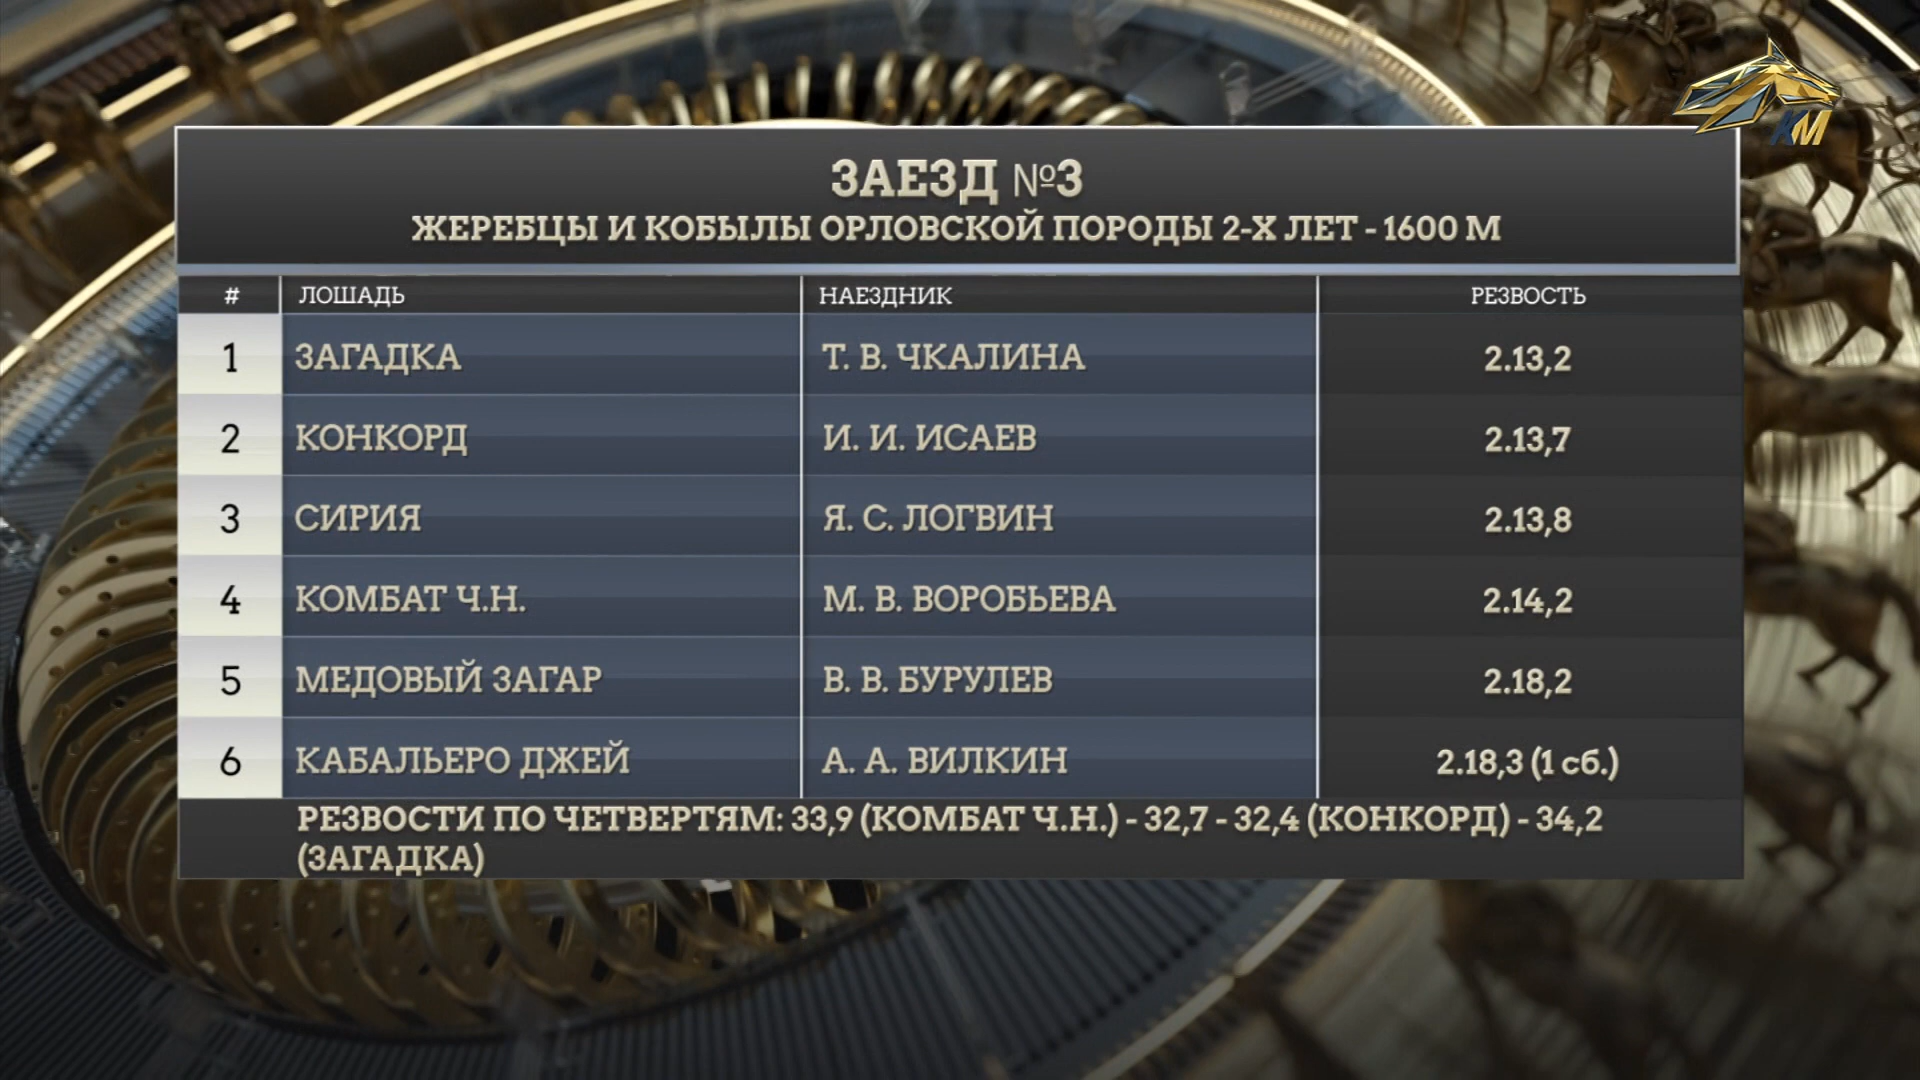 КМ
ЗАЕЗД №3
ЖЕРЕБЦЫ И КОБЫЛЫ ОРЛОВСКОЙ ПОРОДЫ 2-Х ЛЕТ - 1600 М
# ЛОШАДЬ НАЕЗДНИК РЕЗВОСТЬ
1 ЗАГАДКА Т. В. ЧКАЛИНА 2.13,2
2 КОНКОРД И. И. ИСАЕВ 2.13,7
3 СИРИЯ Я. С. ЛОГВИН 2.13,8
4 КОМБАТ Ч.Н. М. В. ВОРОБЬЕВА 2.14,2
5 МЕДОВЫЙ ЗАГАР В. В. БУРУЛЕВ 2.18,2
6 КАБАЛЬЕРО ДЖЕЙ А. А. ВИЛКИН 2.18,3 (1 сб.)
РЕЗВОСТИ ПО ЧЕТВЕРТЯМ: 33,9 (КОМБАТ Ч.Н.) - 32,7 - 32,4 (КОНКОРД) - 34,2
(ЗАГАДКА)